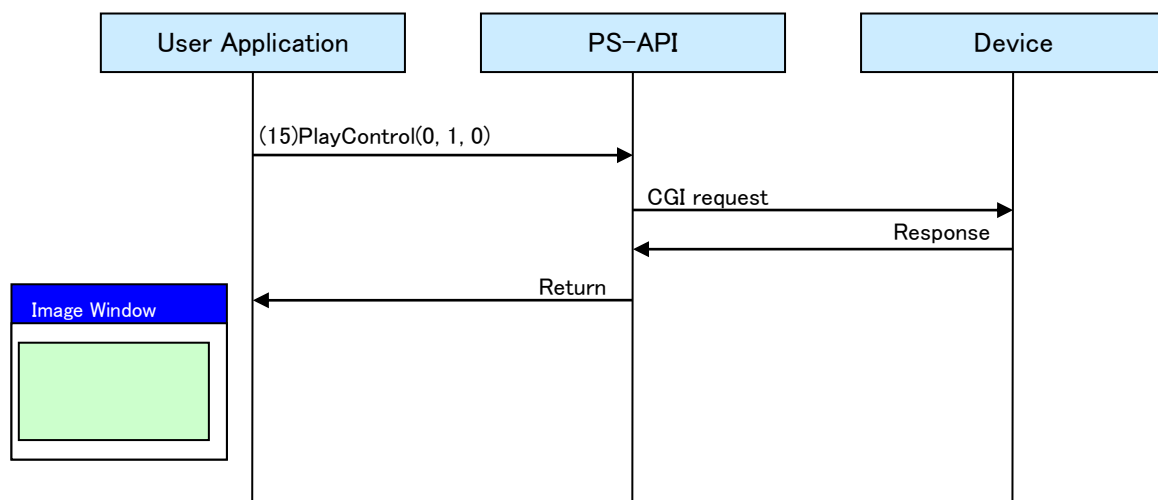 User Application
PS-API
Device
(15)PlayControl(0, 1, 0)
CGI request
Response
Return
Image Window